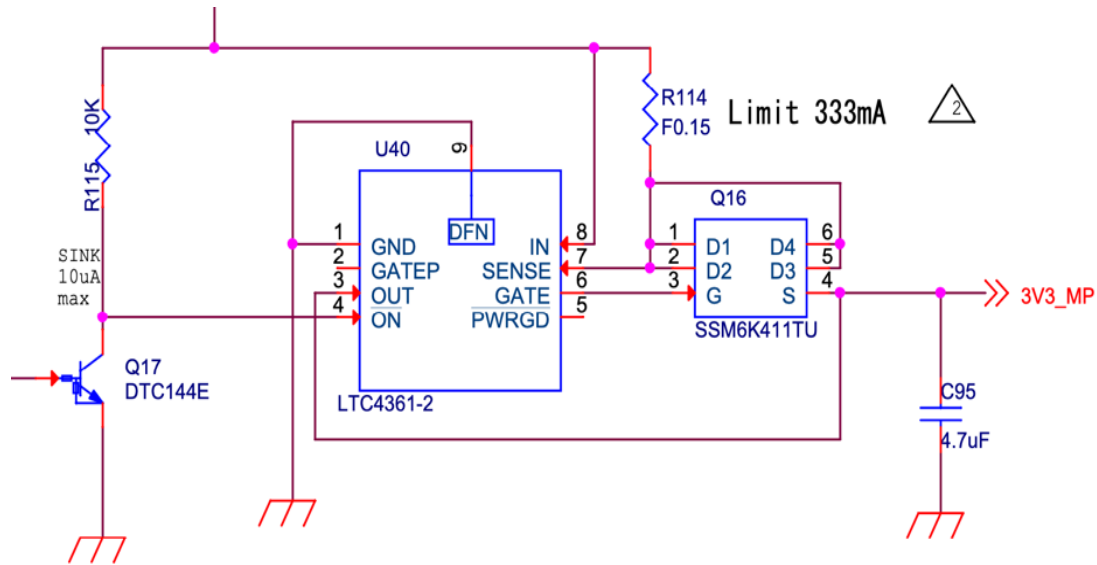 10K
R115
SINK
10uA
max
Q17
DTC144E
U40
9
DFN
1
GND
2
GATEP
3
OUT
4
ON
IN
8
SENSE
7
GATE
6
PWRGD
5
LTC4361-2
R114
F0.15
Limit 333mA
2
Q16
1
D1
2
D2
3
G
D4
6
D3
5
S
4
SSM6K411TU
3V3_MP
C95
4.7uF